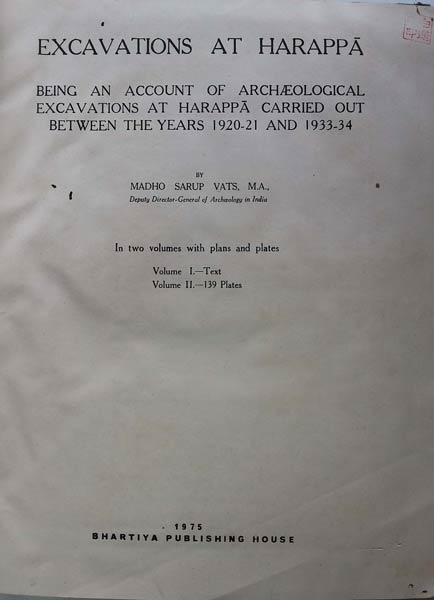 EXCAVATIONS AT HARAPPĀ
BEING AN ACCOUNT OF ARCHÆOLOGICAL
EXCAVATIONS AT HARAPPĀ CARRIED OUT
BETWEEN THE YEARS 1920-21 AND 1933-34
BY
MADHO SARUP VATS, M.A.,
Deputy Director-General of Archæology in India
In two volumes with plans and plates
Volume I.—Text
Volume II.—139 Plates
1975
BHARTIYA PUBLISHING HOUSE